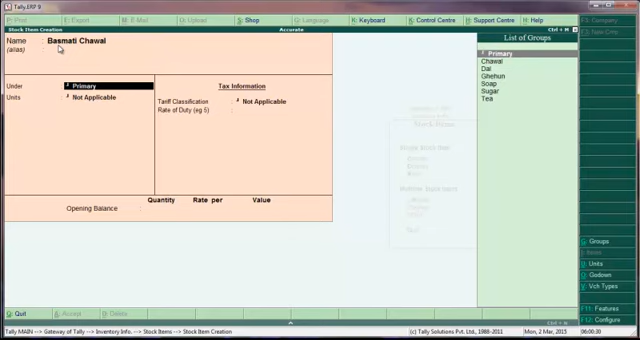 Tally.ERP 9
P: Print
E: Export
M: E-Mail
O: Upload
S: Shop
G: Language
K: Keyboard
K: Control Centre
H: Support Centre
H: Help
Stock Item Creation
Accurate
Ctrl + M
Name : Basmati Chawal
(alias) :
Under : Primary
Units : Not Applicable
Tax Information
Tariff Classification : Not Applicable
Rate of Duty (eg 5) :
Quantity Rate per Value
Opening Balance :
List of Groups
Primary
Chawal
Dal
Ghehun
Soap
Sugar
Tea
Stock Items
G: Groups
U: Units
O: Godown
V: Vch Types
F11: Features
F12: Configure
Q: Quit
A: Accept
D: Delete
Ctrl + N
Tally MAIN --> Gateway of Tally --> Inventory Info. --> Stock Items --> Stock Item Creation
(c) Tally Solutions Pvt. Ltd., 1988-2011
Mon, 2 Mar, 2015
06:00:30